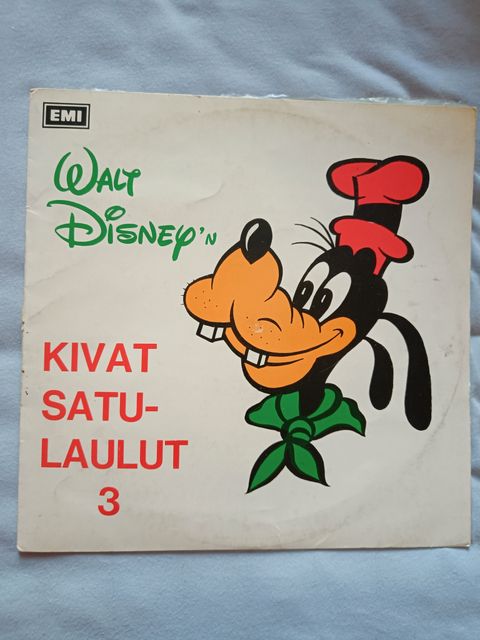 EMI
WALT
DISNEY'N
KIVAT
SATU-
LAULUT
3